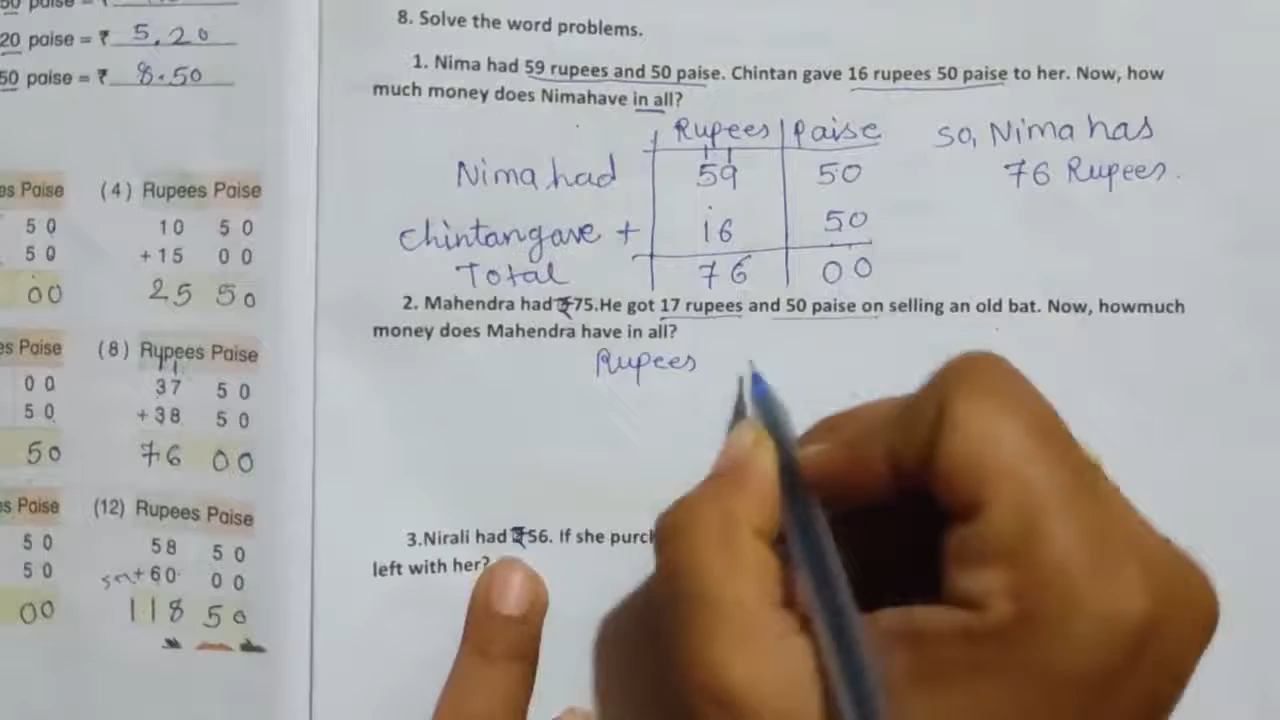 50 paise = ₹
20 paise = ₹ 5.20
50 paise = ₹ 8.50
es Paise
50
50
00
(4) Rupees Paise
10 50
+15 00
25 50
es Paise
00
50
50
(8) Rupees Paise
11
37 50
+38 50
76 00
s Paise
50
50
00
(12) Rupees Paise
58 50
+60 00
118 50
8. Solve the word problems.
1. Nima had 59 rupees and 50 paise. Chintan gave 16 rupees 50 paise to her. Now, how
much money does Nimahave in all?
Rupees Paise
11
Nima had 59 50
Chintan gave + 16 50
Total 76 00
So, Nima has
76 Rupees.
2. Mahendra had ₹75.He got 17 rupees and 50 paise on selling an old bat. Now, howmuch
money does Mahendra have in all?
Rupees
3.Nirali had ₹56. If she
left with her?